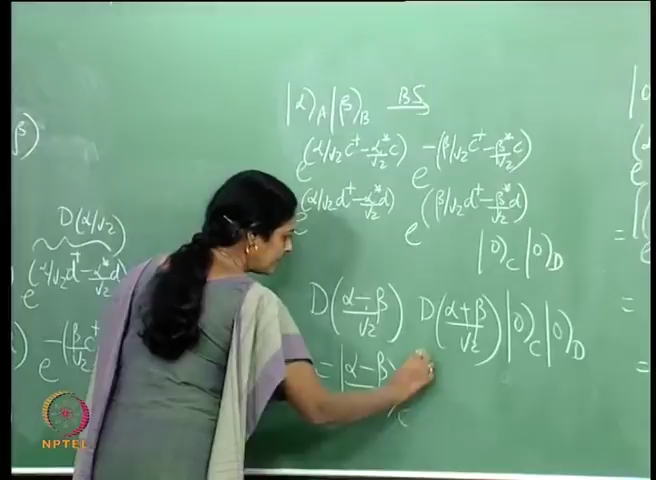 |α⟩_A |β⟩_B BS
e^(α/√2 c† - α*/√2 c) e^-(β/√2 c† - β*/√2 c)
(α/√2 d† - α*/√2 d) e^(β/√2 d† - β*/√2 d)
|0⟩_C |0⟩_D
D((α-β)/√2) D((α+β)/√2) |0⟩_C |0⟩_D
= |α-β
C
β⟩
D(α/√2)
e^(α/√2 d† - α*/√2 d)
e^-(β/√2 c†
NPTEL